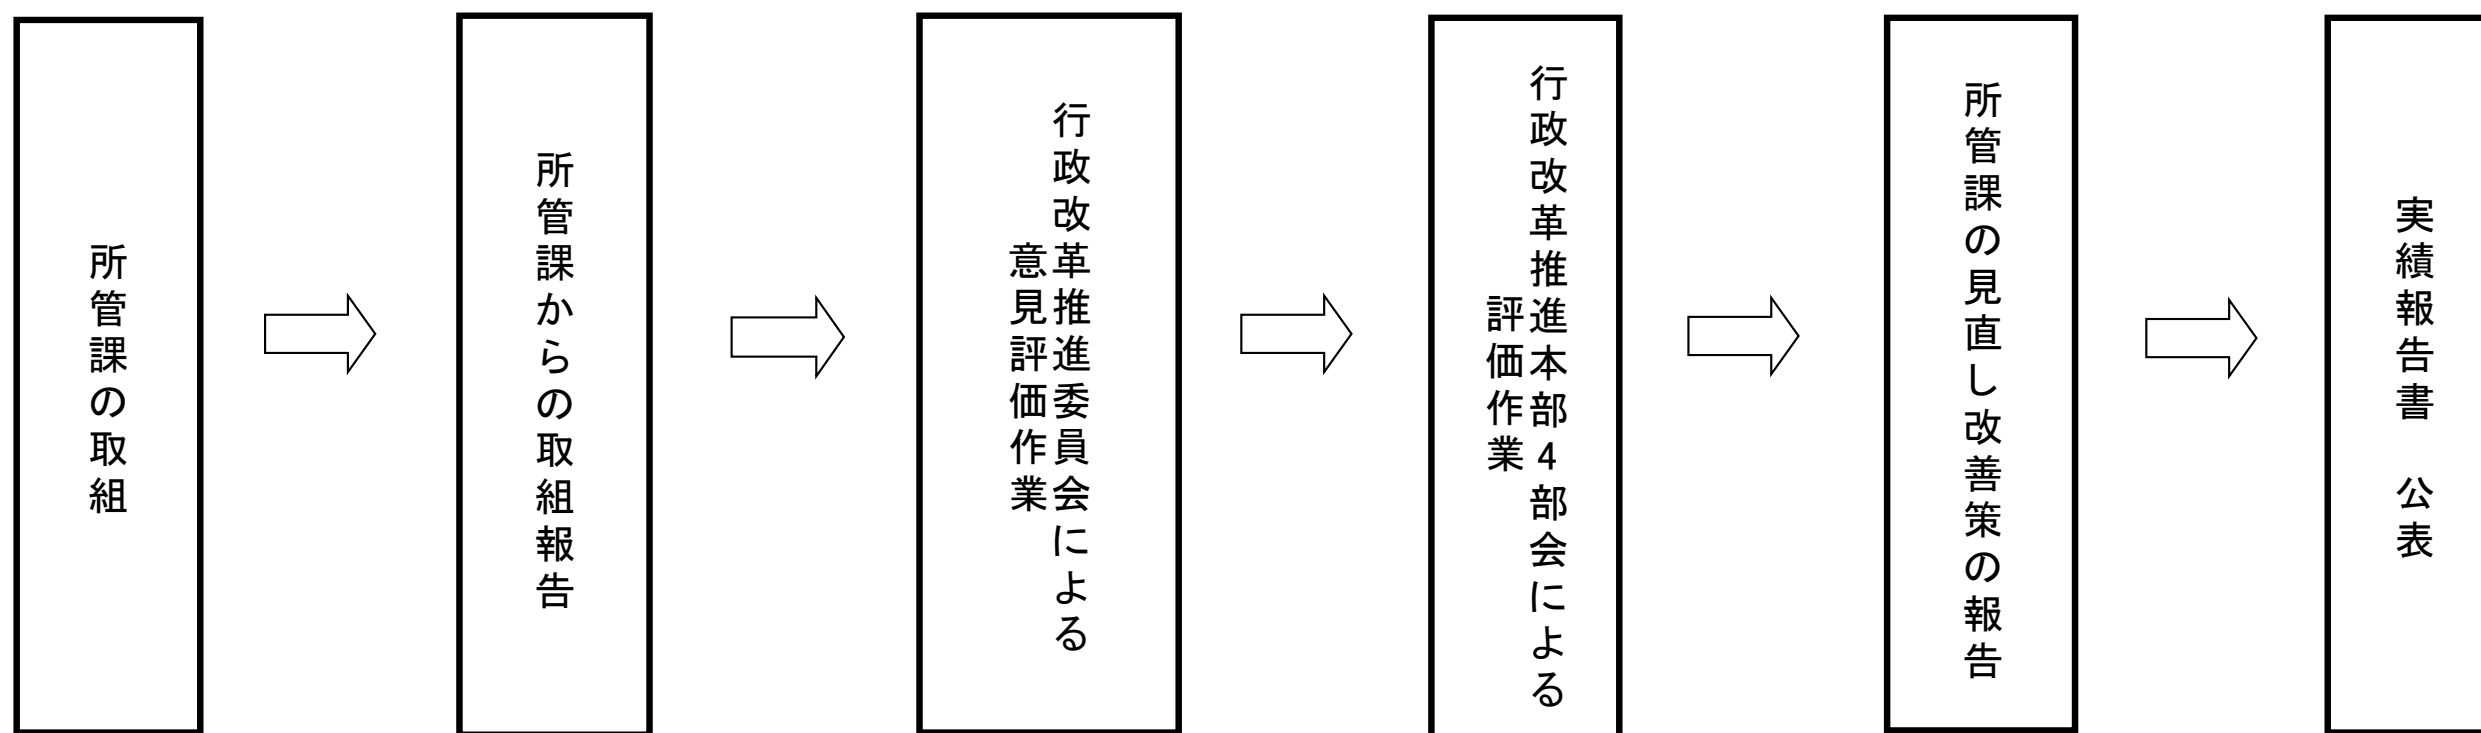 所管課の取組
所管課からの取組報告
行政改革推進委員会による
意見評価作業
行政改革推進本部4部会による
評価作業
所管課の見直し改善策の報告
実績報告書　公表